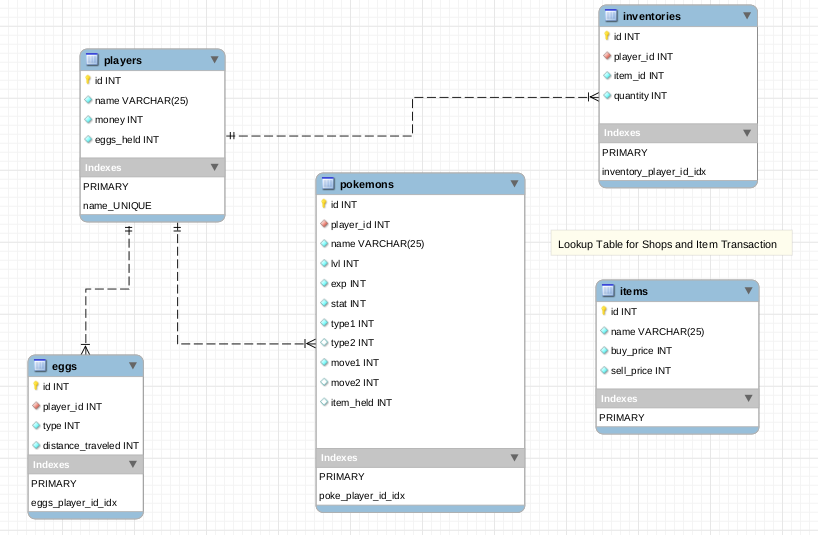 players
id INT
name VARCHAR(25)
money INT
eggs_held INT
Indexes
PRIMARY
name_UNIQUE
inventories
id INT
player_id INT
item_id INT
quantity INT
Indexes
PRIMARY
inventory_player_id_idx
pokemons
id INT
player_id INT
name VARCHAR(25)
lvl INT
exp INT
stat INT
type1 INT
type2 INT
move1 INT
move2 INT
item_held INT
Indexes
PRIMARY
poke_player_id_idx
Lookup Table for Shops and Item Transaction
items
id INT
name VARCHAR(25)
buy_price INT
sell_price INT
Indexes
PRIMARY
eggs
id INT
player_id INT
type INT
distance_traveled INT
Indexes
PRIMARY
eggs_player_id_idx